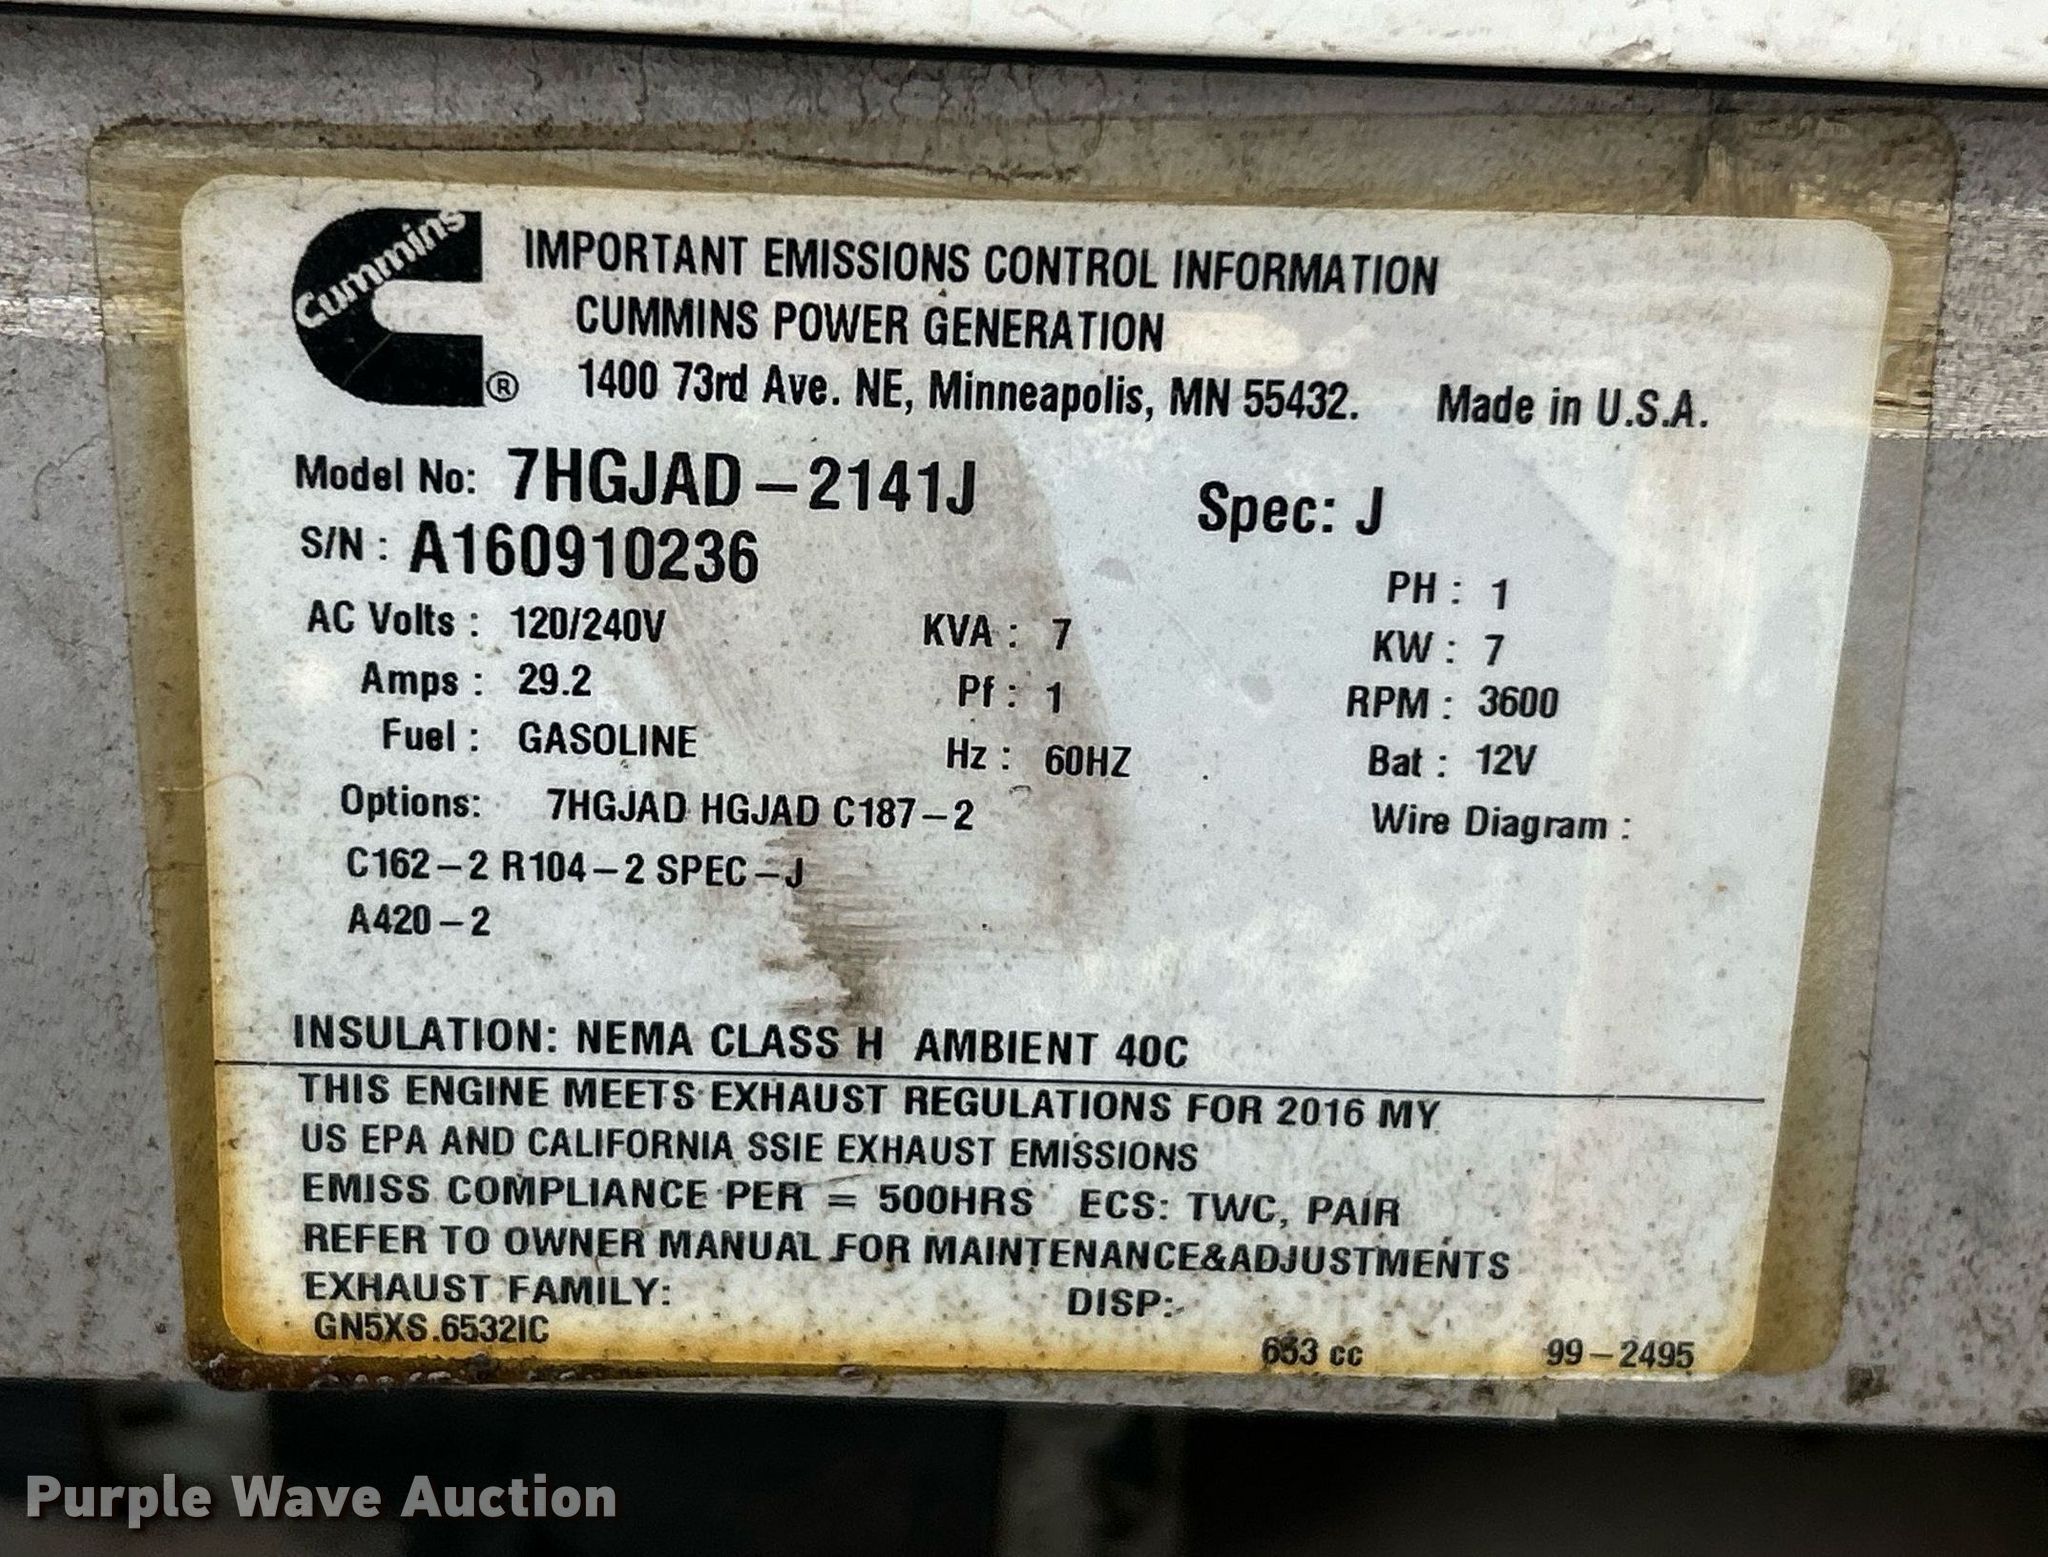 Cummins ®
IMPORTANT EMISSIONS CONTROL INFORMATION
CUMMINS POWER GENERATION
1400 73rd Ave. NE, Minneapolis, MN 55432. Made in U.S.A.
Model No: 7HGJAD-2141J Spec: J
S/N : A160910236 PH : 1
AC Volts : 120/240V KVA : 7 KW : 7
Amps : 29.2 Pf : 1 RPM : 3600
Fuel : GASOLINE Hz : 60HZ Bat : 12V
Options: 7HGJAD HGJAD C187-2 Wire Diagram :
C162-2 R104-2 SPEC-J
A420-2
INSULATION: NEMA CLASS H AMBIENT 40C
THIS ENGINE MEETS EXHAUST REGULATIONS FOR 2016 MY
US EPA AND CALIFORNIA SSIE EXHAUST EMISSIONS
EMISS COMPLIANCE PER = 500HRS ECS: TWC, PAIR
REFER TO OWNER MANUAL FOR MAINTENANCE&ADJUSTMENTS
EXHAUST FAMILY: DISP:
GN5XS.6532IC 653 cc 99-2495
Purple Wave Auction